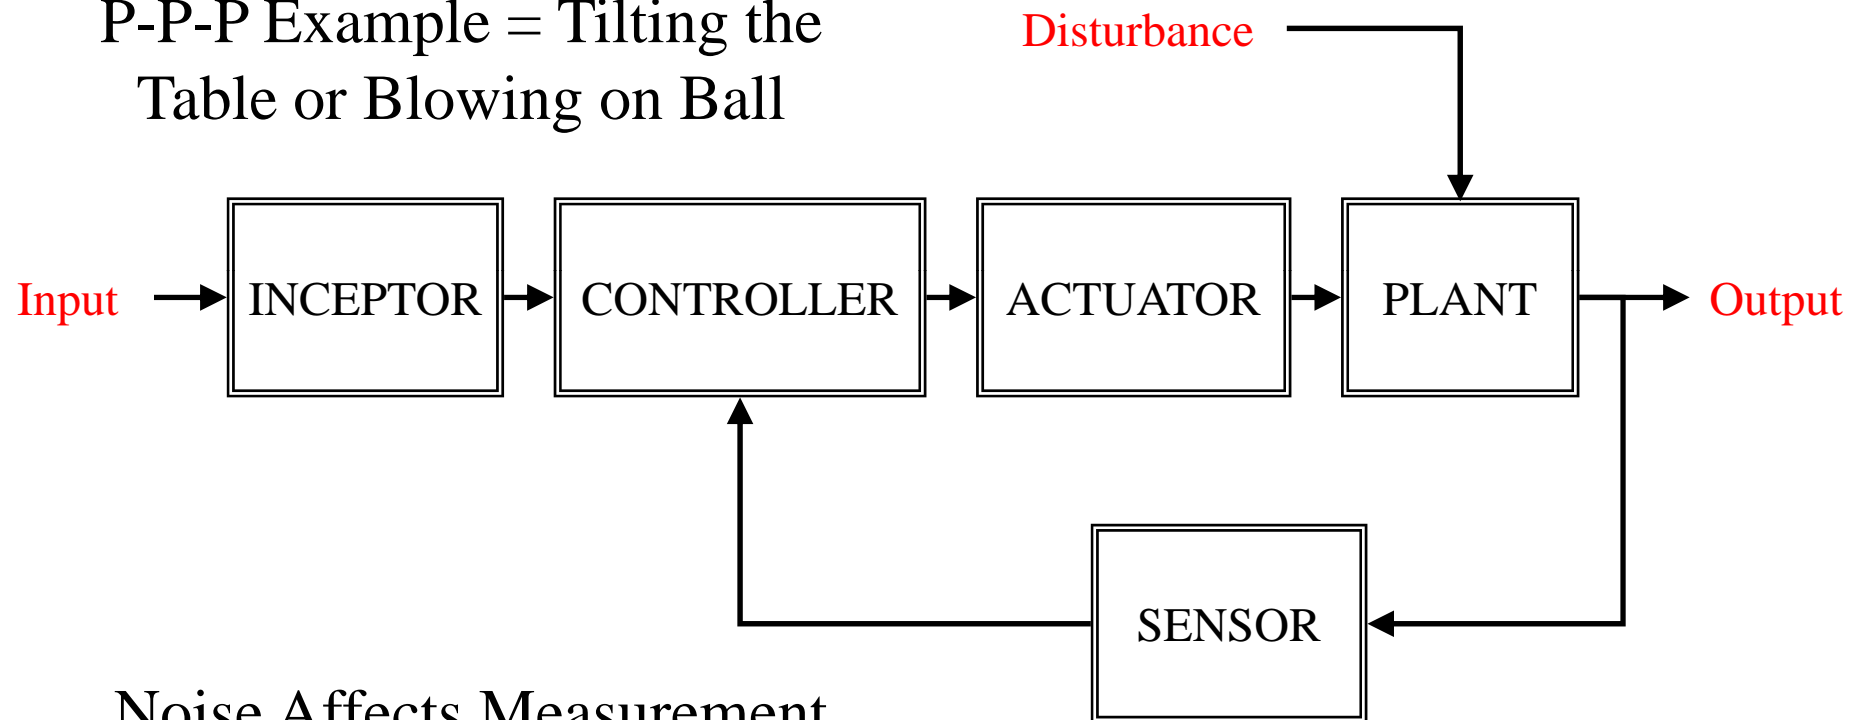 P-P-P Example = Tilting the
Table or Blowing on Ball
Disturbance
Input
INCEPTOR
CONTROLLER
ACTUATOR
PLANT
Output
SENSOR
Noise Affects Measurement